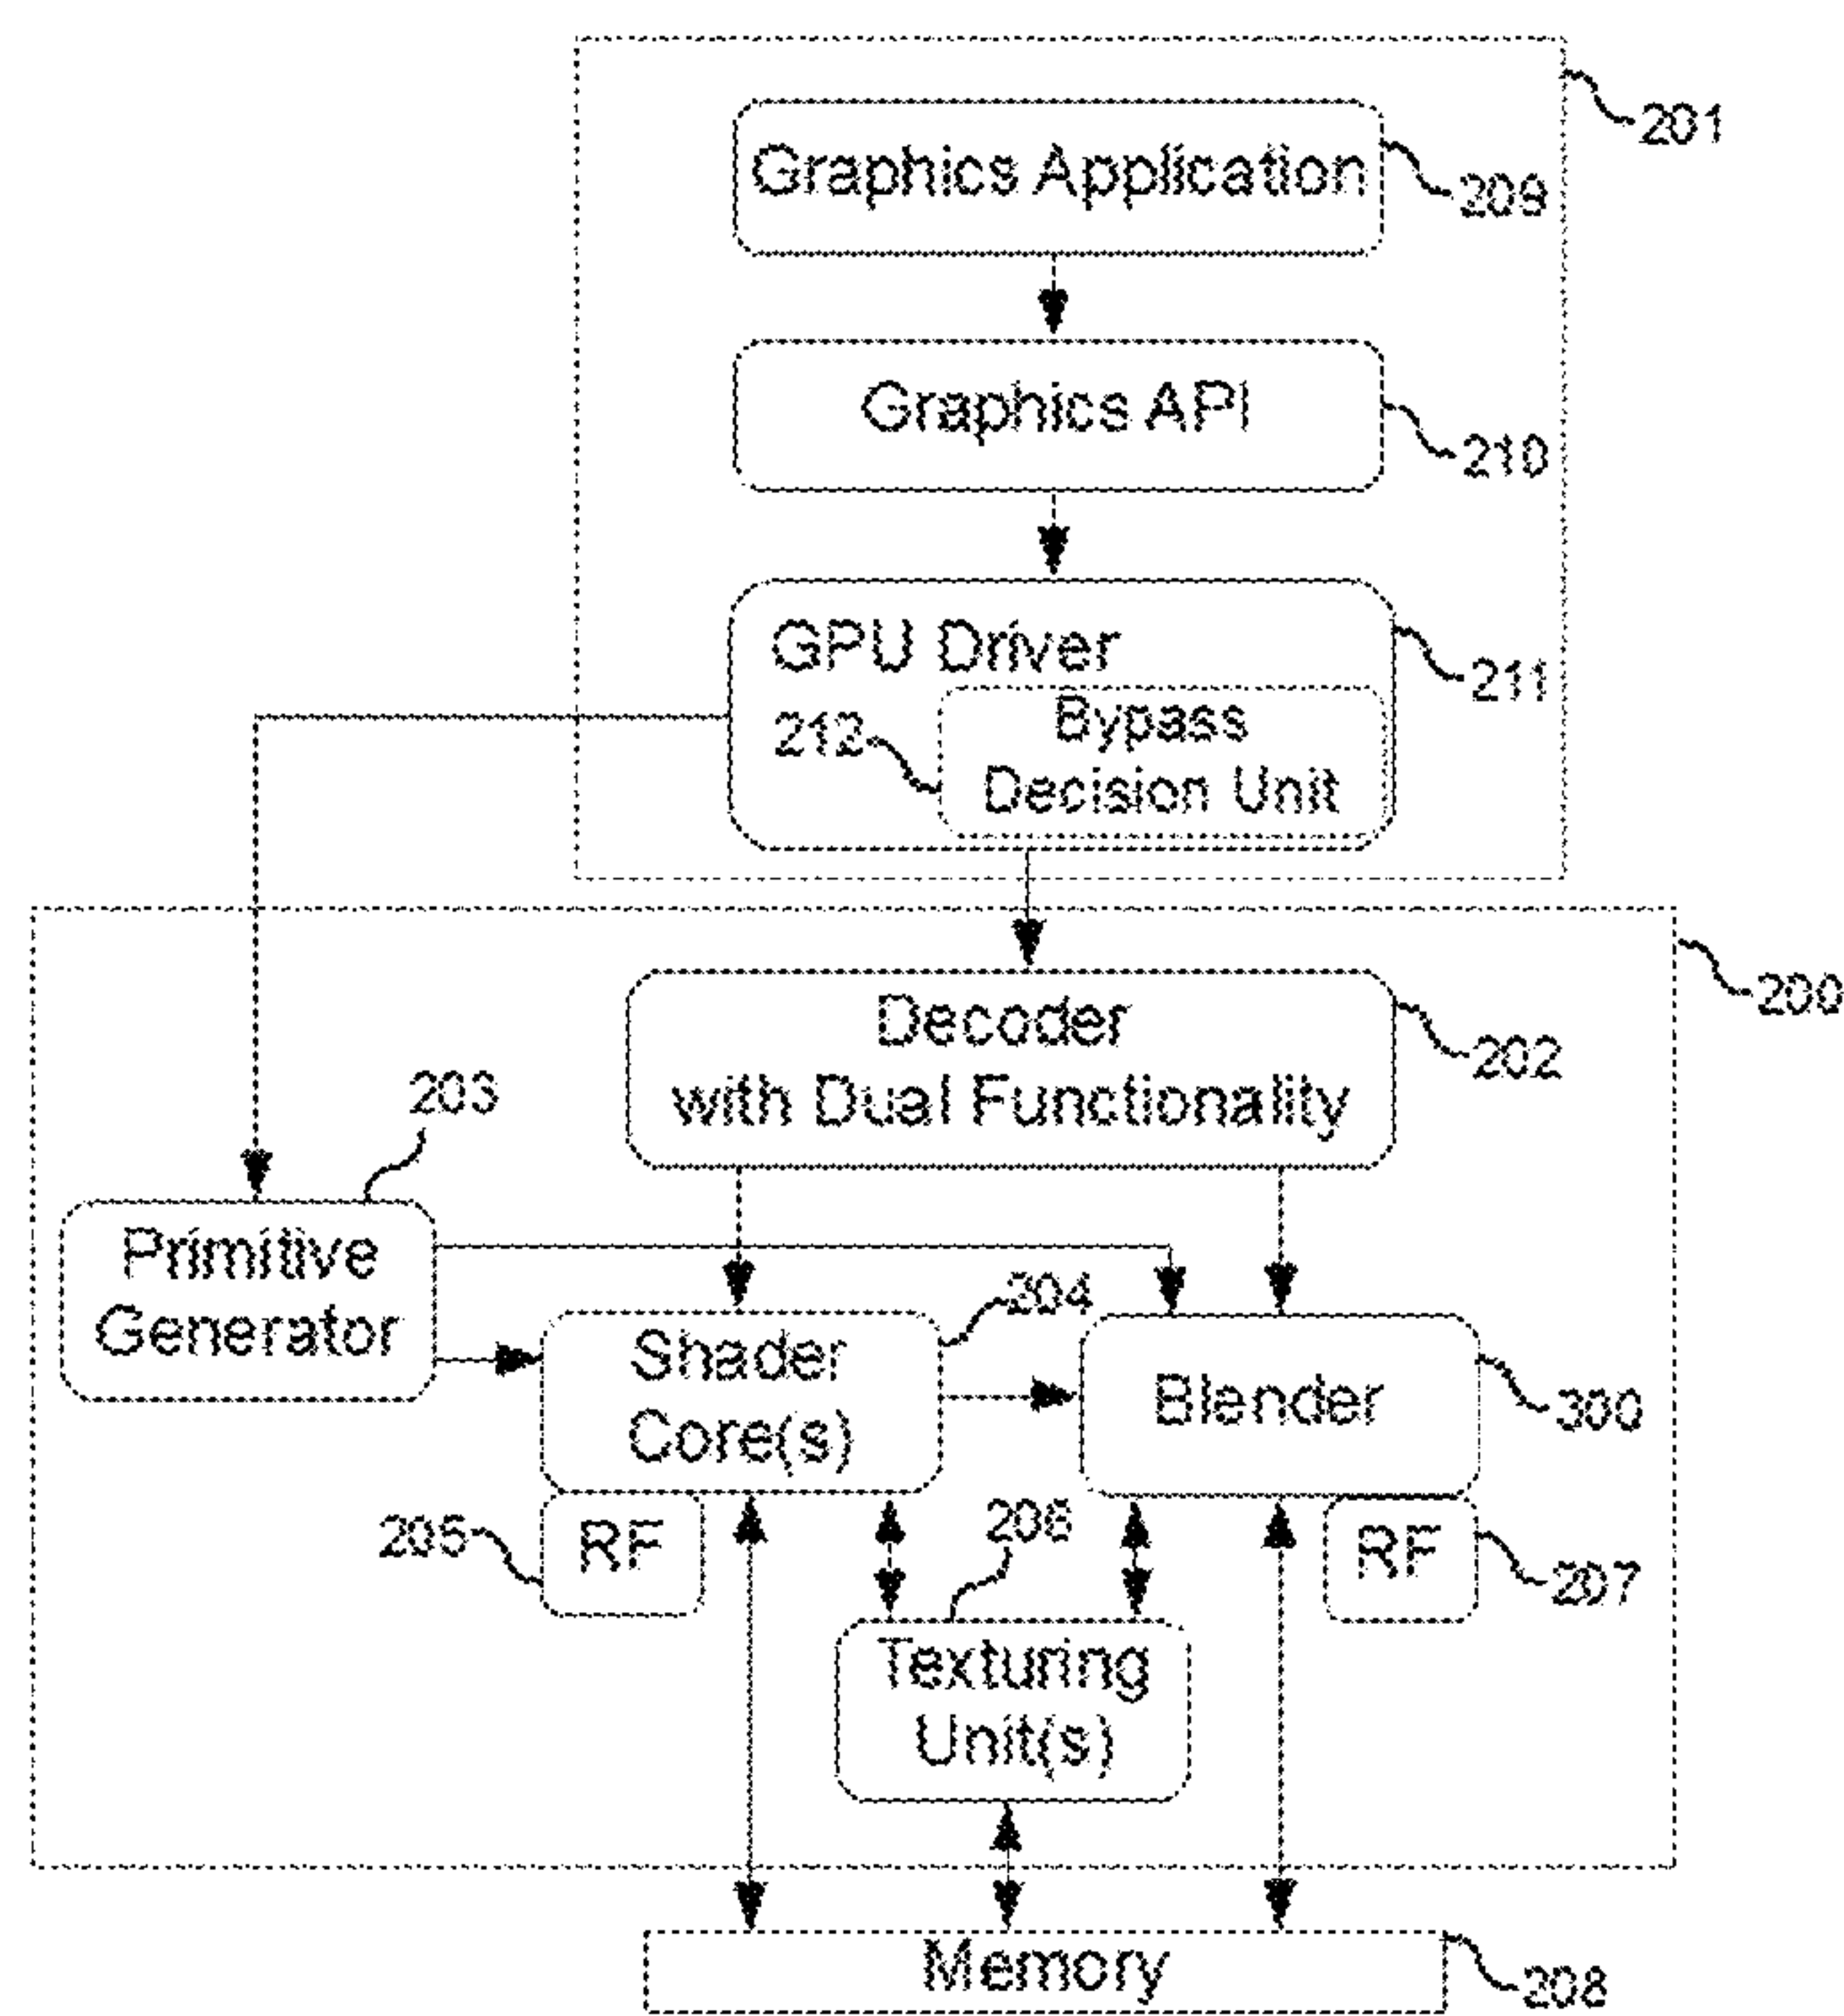 201
Graphics Application
209
Graphics API
210
GPU Driver
211
212
Bypass
Decision Unit
200
Decoder
with Dual Functionality
202
203
Primitive
Generator
304
Shader
Core(s)
Blender
300
205
RF
206
RF
207
Texturing
Unit(s)
Memory
208